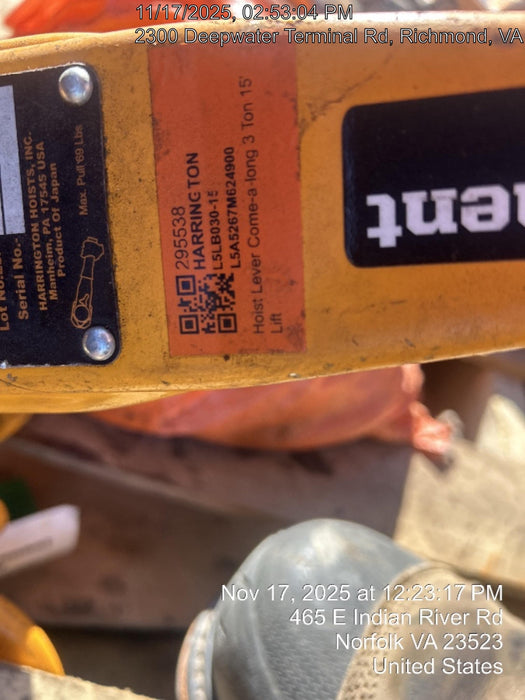 11/17/2025, 02:53:04 PM
2300 Deepwater Terminal Rd, Richmond, VA
Serial No.
HARRINGTON HOISTS, INC.
Manheim, PA 17545 USA
Product Of Japan
Max. Pull 69 Lbs
295538
HARRINGTON
L5LB030-15
L5A5267M624900
Hoist Lever Come-a-long 3 Ton 15'
Lift
Nov 17, 2025 at 12:23:17 PM
465 E Indian River Rd
Norfolk VA 23523
United States